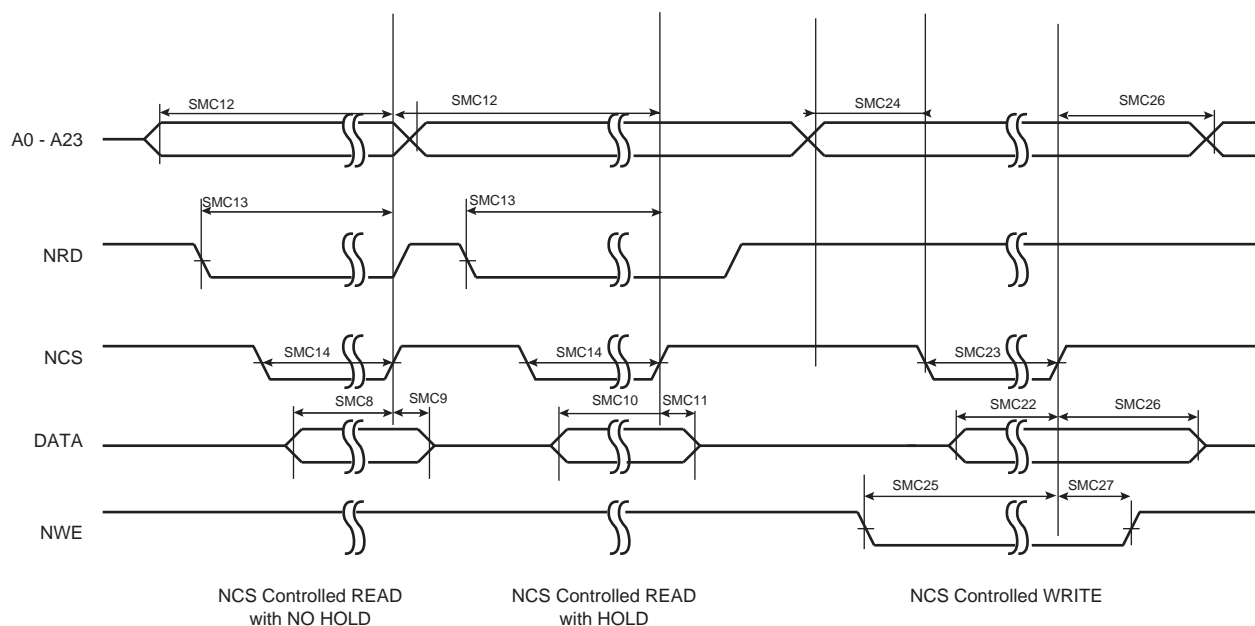 SMC12
SMC12
SMC24
SMC26
A0 - A23
SMC13
SMC13
NRD
NCS
SMC14
SMC14
SMC23
SMC8
SMC9
SMC10
SMC11
SMC22
SMC26
DATA
SMC25
SMC27
NWE
NCS Controlled READ
with NO HOLD
NCS Controlled READ
with HOLD
NCS Controlled WRITE